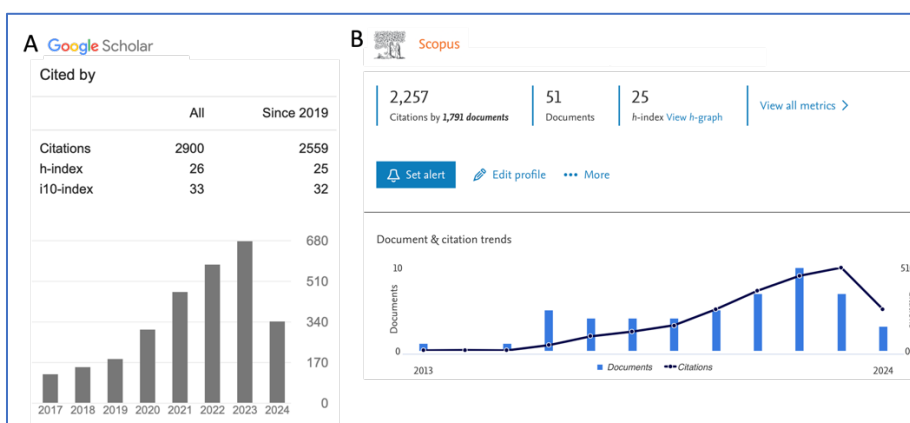 A Google Scholar
Cited by
All Since 2019
Citations 2900 2559
h-index 26 25
i10-index 33 32
680
510
340
170
0
2017 2018 2019 2020 2021 2022 2023 2024
B Scopus
2,257 51 25
Citations by 1,791 documents Documents h-index View h-graph
View all metrics >
Set alert Edit profile ••• More
Document & citation trends
10 510
Documents
0 0
2013 2024
Documents Citations